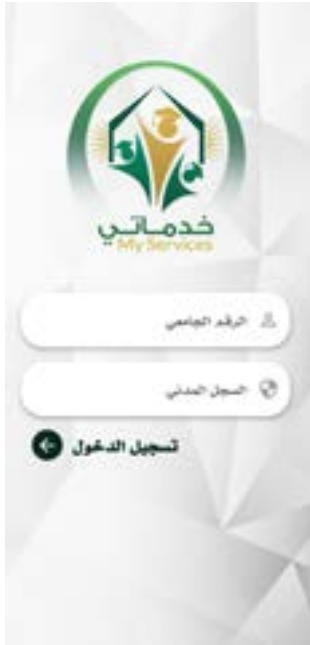 خدماتي
My Services
الرقم الجامعي
السجل المدني
تسجيل الدخول